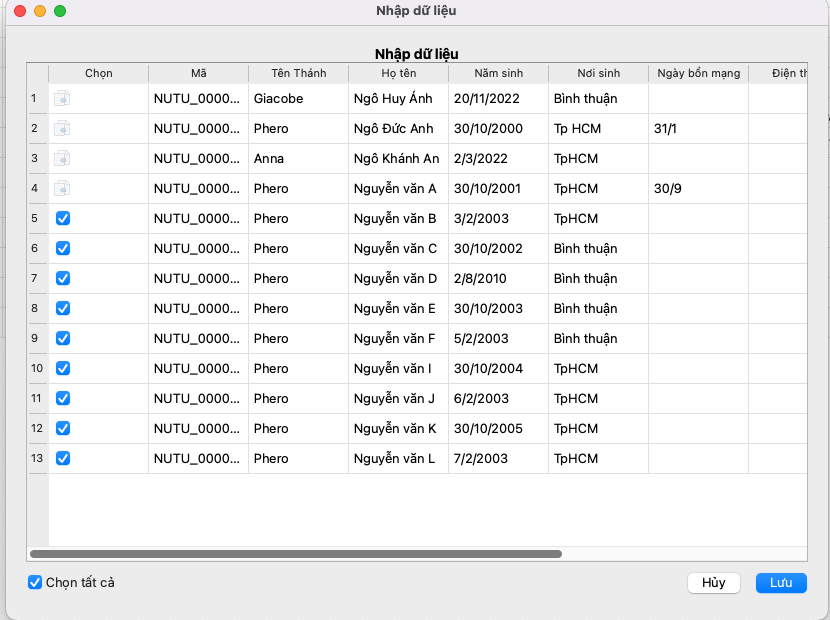 Nhập dữ liệu
Nhập dữ liệu
Chọn Mã Tên Thánh Họ tên Năm sinh Nơi sinh Ngày bổn mạng Điện th
1 NUTU_0000... Giacobe Ngô Huy Ánh 20/11/2022 Bình thuận
2 NUTU_0000... Phero Ngô Đức Anh 30/10/2000 Tp HCM 31/1
3 NUTU_0000... Anna Ngô Khánh An 2/3/2022 TpHCM
4 NUTU_0000... Phero Nguyễn văn A 30/10/2001 TpHCM 30/9
5 NUTU_0000... Phero Nguyễn văn B 3/2/2003 TpHCM
6 NUTU_0000... Phero Nguyễn văn C 30/10/2002 Bình thuận
7 NUTU_0000... Phero Nguyễn văn D 2/8/2010 Bình thuận
8 NUTU_0000... Phero Nguyễn văn E 30/10/2003 Bình thuận
9 NUTU_0000... Phero Nguyễn văn F 5/2/2003 Bình thuận
10 NUTU_0000... Phero Nguyễn văn I 30/10/2004 TpHCM
11 NUTU_0000... Phero Nguyễn văn J 6/2/2003 TpHCM
12 NUTU_0000... Phero Nguyễn văn K 30/10/2005 TpHCM
13 NUTU_0000... Phero Nguyễn văn L 7/2/2003 TpHCM
Chọn tất cả Hủy Lưu